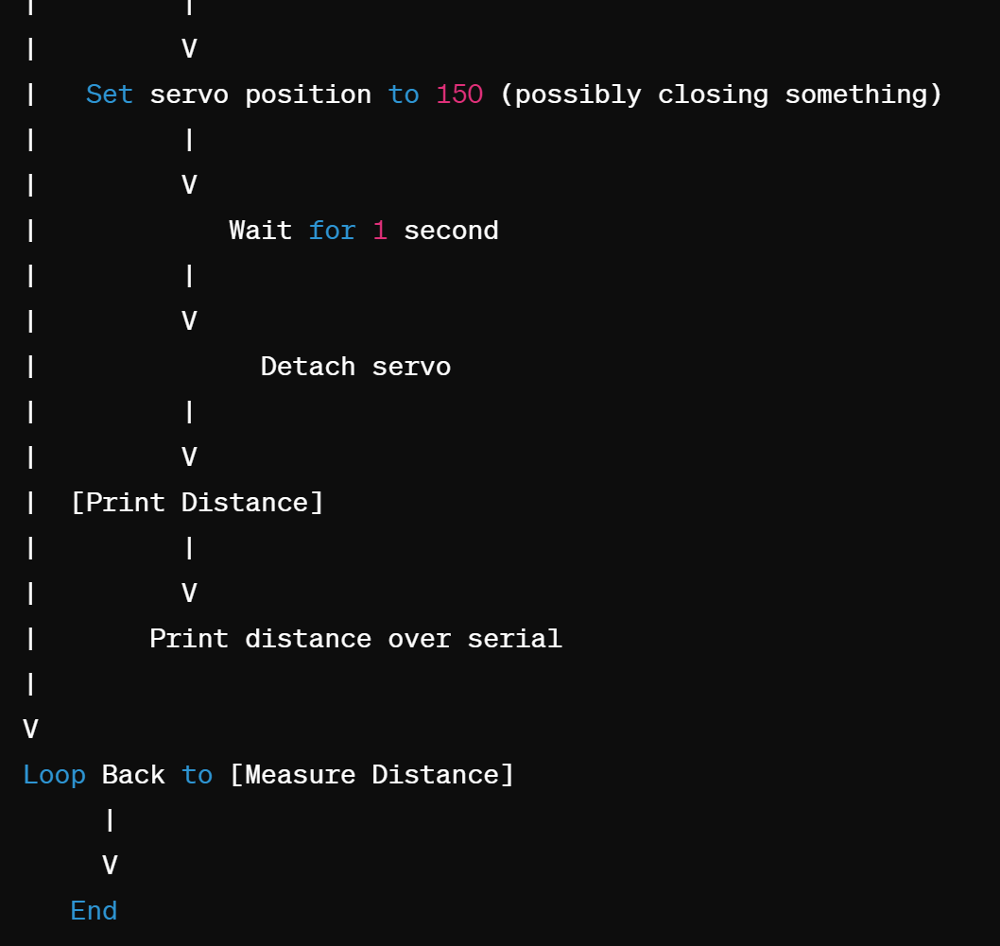 |         |
|         V
|   Set servo position to 150 (possibly closing something)
|         |
|         V
|            Wait for 1 second
|         |
|         V
|              Detach servo
|         |
|         V
|  [Print Distance]
|         |
|         V
|       Print distance over serial
|
V
Loop Back to [Measure Distance]
     |
     V
   End